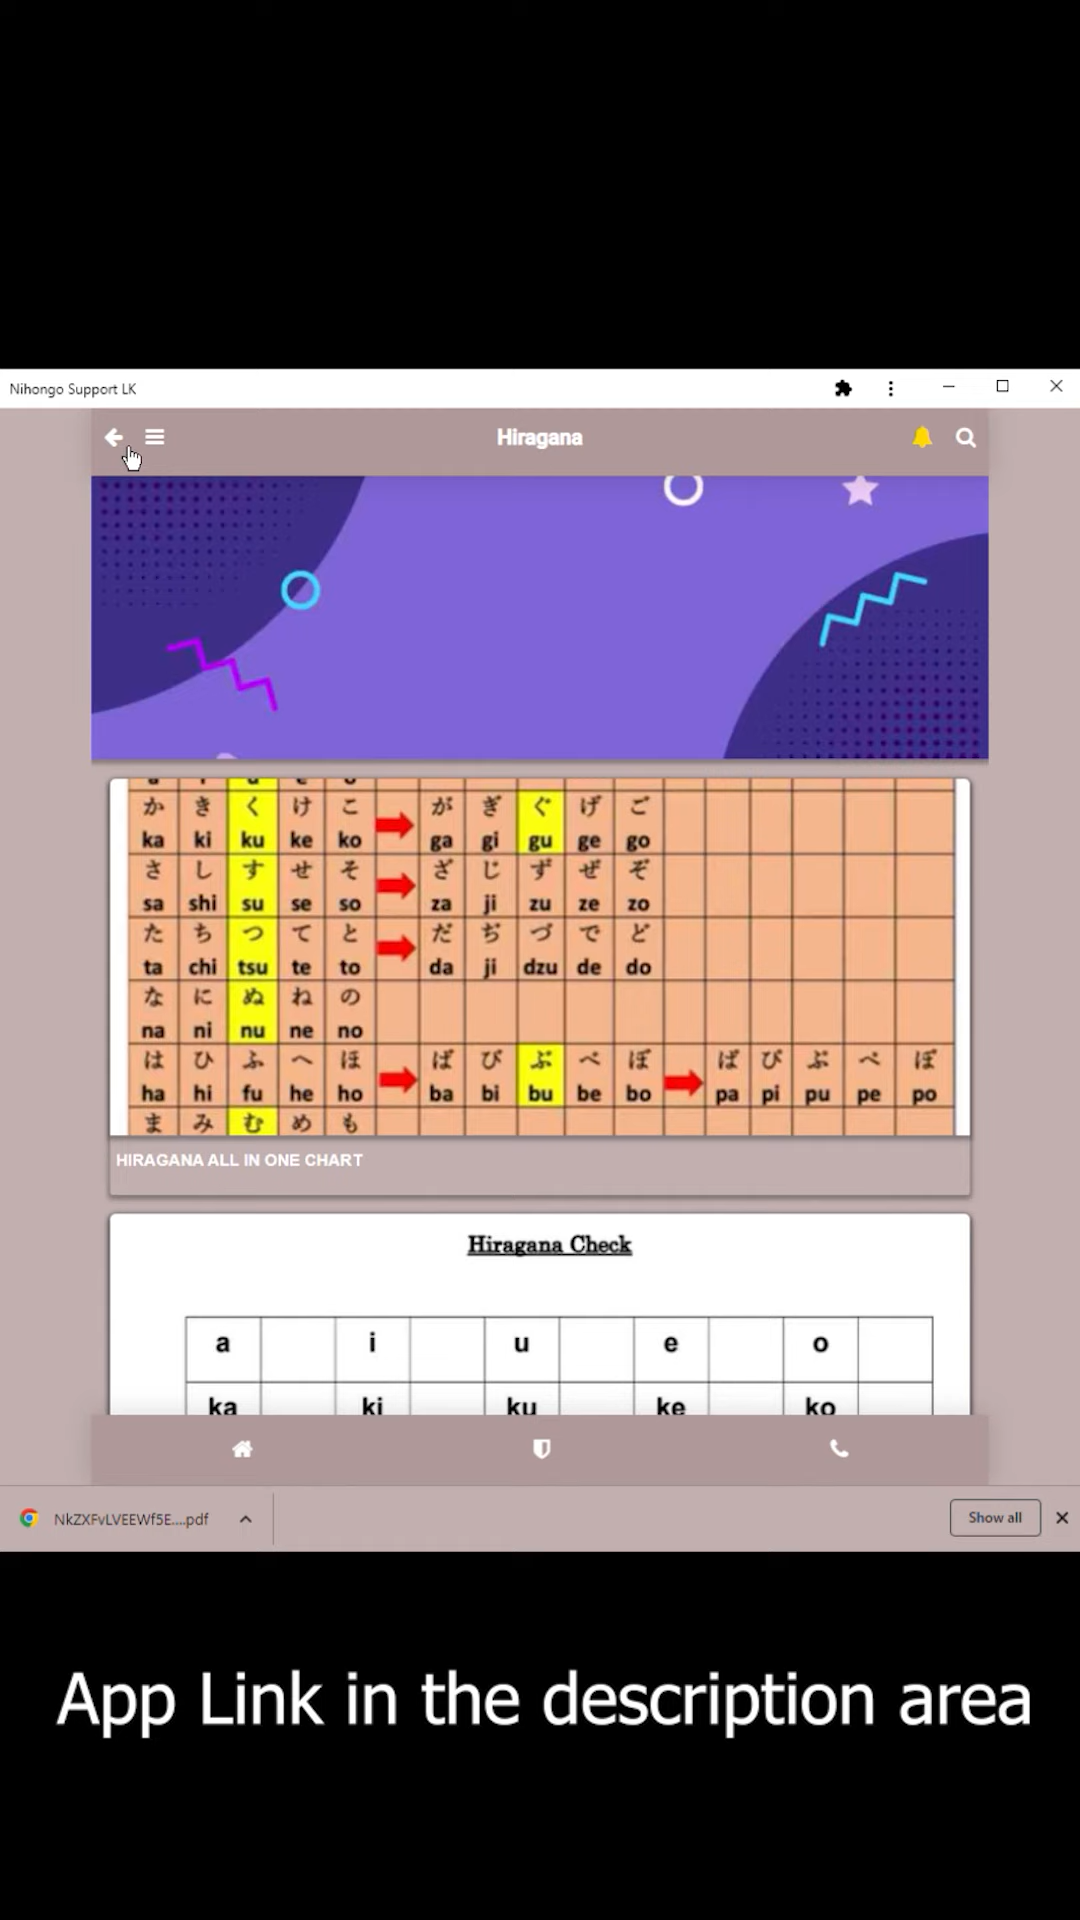 Nihongo Support LK
Hiragana
か き く け こ が ぎ ぐ げ ご
ka ki ku ke ko ga gi gu ge go
さ し す せ そ ざ じ ず ぜ ぞ
sa shi su se so za ji zu ze zo
た ち つ て と だ ぢ づ で ど
ta chi tsu te to da ji dzu de do
な に ぬ ね の
na ni nu ne no
は ひ ふ へ ほ ば び ぶ べ ぼ ぱ ぴ ぷ ぺ ぽ
ha hi fu he ho ba bi bu be bo pa pi pu pe po
ま み む め も
HIRAGANA ALL IN ONE CHART
Hiragana Check
a i u e o
ka ki ku ke ko
NkZXFvLVEEWf5E....pdf
Show all
App Link in the description area